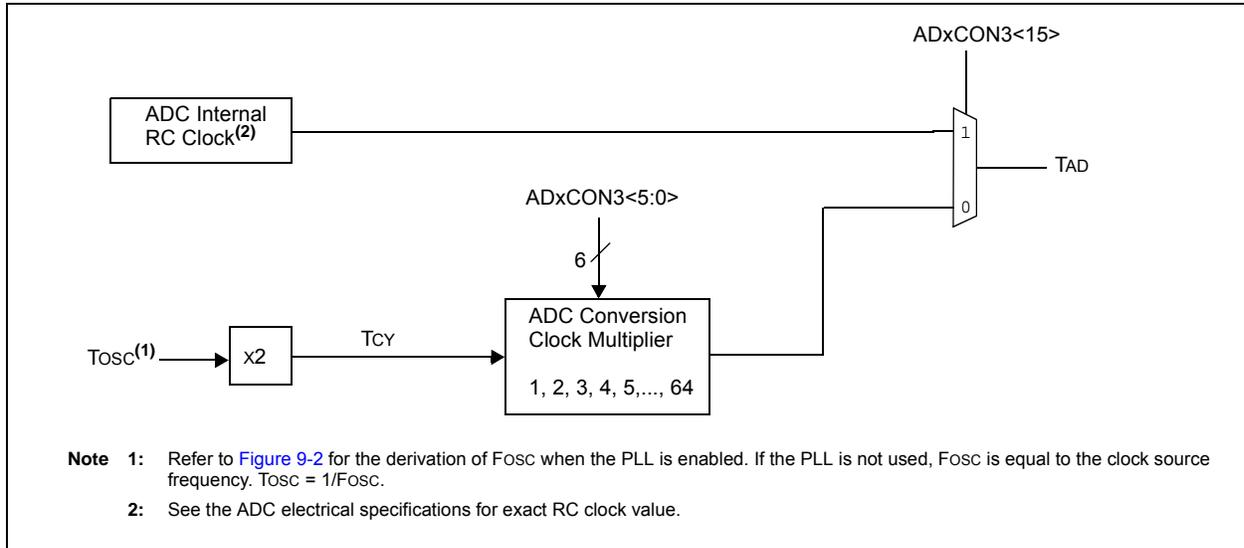 ADxCON3<15>
ADC Internal
RC Clock(2)
1
TAD
ADxCON3<5:0>
0
6
ADC Conversion
Clock Multiplier
1, 2, 3, 4, 5,..., 64
TOSC(1)
x2
TCY
Note 1: Refer to Figure 9-2 for the derivation of FOSC when the PLL is enabled. If the PLL is not used, FOSC is equal to the clock source
frequency. TOSC = 1/FOSC.
2: See the ADC electrical specifications for exact RC clock value.